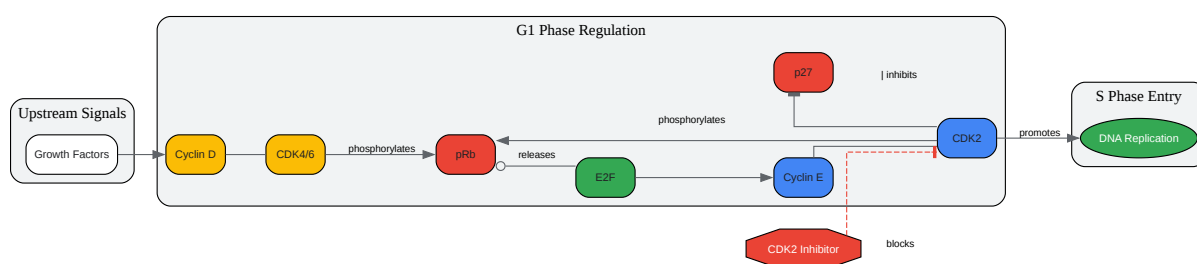 G1 Phase Regulation
p27
| inhibits
S Phase Entry
Upstream Signals
phosphorylates
CDK2
promotes
DNA Replication
Growth Factors
Cyclin D
CDK4/6
phosphorylates
pRb
releases
E2F
Cyclin E
CDK2 Inhibitor
blocks